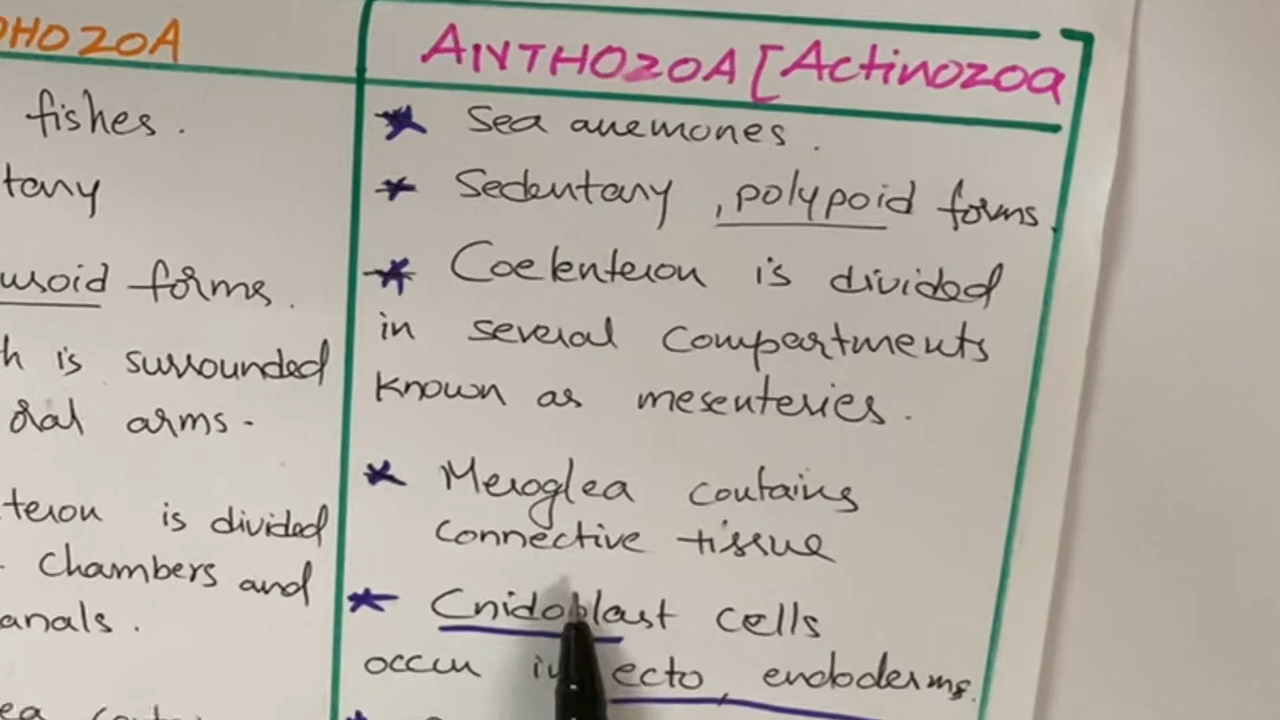 PHOZOA
fishes.
tany
usoid forms.
h is surrounded
oral arms.
teron is divided
chambers and
anals.
ANTHOZOA [Actinozoa
* Sea anemones.
* Sedentary, polypoid forms
* Coelenteron is divided
in several compartments
known as mesenteries.
* Mesoglea contains
connective tissue
* Cnidoblast cells
occur in ecto, endoderms.